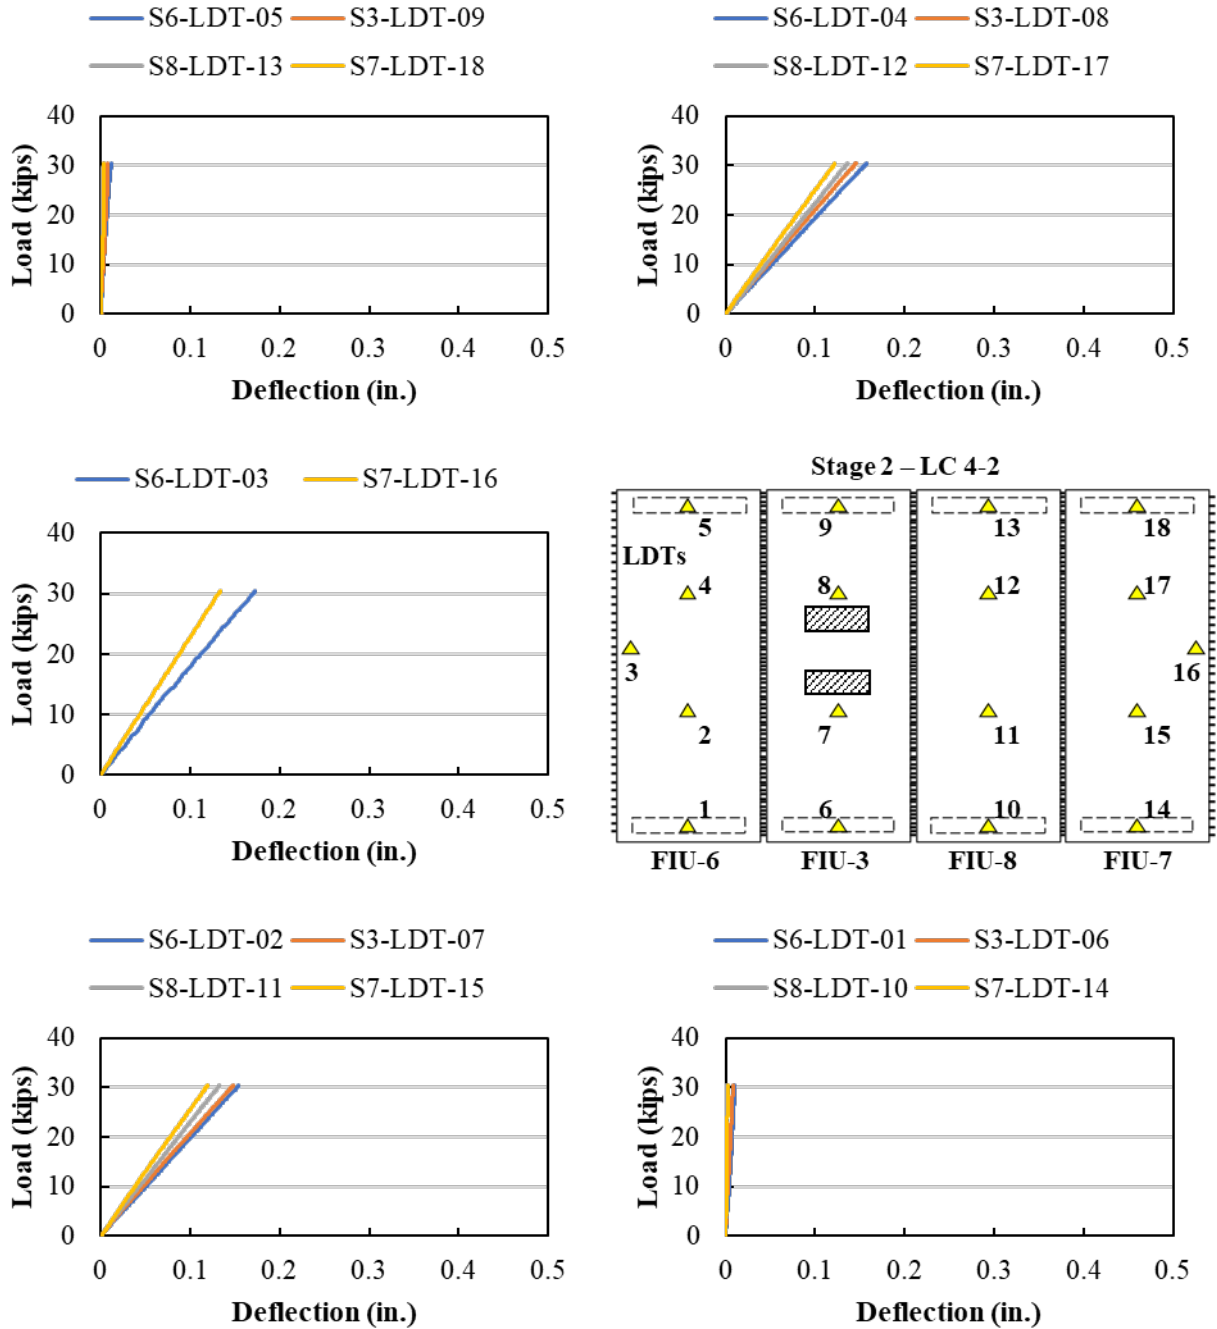 S6-LDT-05 S3-LDT-09
S8-LDT-13 S7-LDT-18
40
30
20
10
0
Load (kips)
0 0.1 0.2 0.3 0.4 0.5
Deflection (in.)
S6-LDT-04 S3-LDT-08
S8-LDT-12 S7-LDT-17
40
30
20
10
0
Load (kips)
0 0.1 0.2 0.3 0.4 0.5
Deflection (in.)
S6-LDT-03 S7-LDT-16
40
30
20
10
0
Load (kips)
0 0.1 0.2 0.3 0.4 0.5
Deflection (in.)
Stage 2 – LC 4-2
5 9 13 18
LDTs
4 8 12 17
3 16
2 7 11 15
1 6 10 14
FIU-6 FIU-3 FIU-8 FIU-7
S6-LDT-02 S3-LDT-07
S8-LDT-11 S7-LDT-15
40
30
20
10
0
Load (kips)
0 0.1 0.2 0.3 0.4 0.5
Deflection (in.)
S6-LDT-01 S3-LDT-06
S8-LDT-10 S7-LDT-14
40
30
20
10
0
Load (kips)
0 0.1 0.2 0.3 0.4 0.5
Deflection (in.)